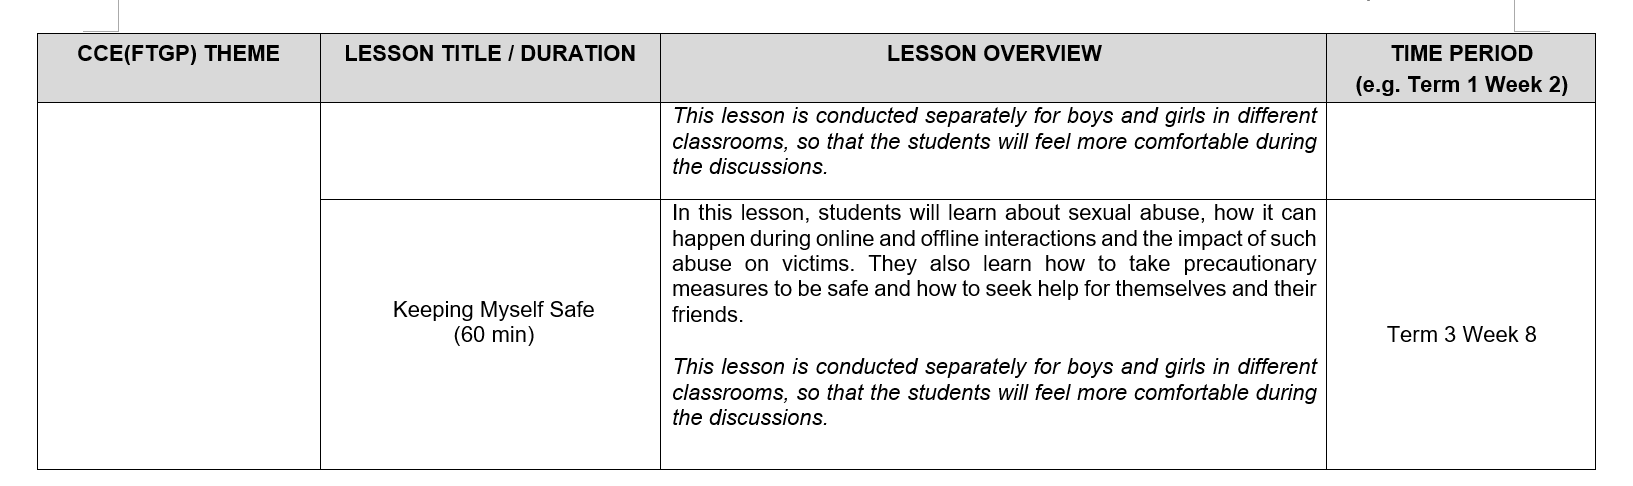 CCE(FTGP) THEME
LESSON TITLE / DURATION
LESSON OVERVIEW
TIME PERIOD
(e.g. Term 1 Week 2)
This lesson is conducted separately for boys and girls in different
classrooms, so that the students will feel more comfortable during
the discussions.
Keeping Myself Safe
(60 min)
In this lesson, students will learn about sexual abuse, how it can
happen during online and offline interactions and the impact of such
abuse on victims. They also learn how to take precautionary
measures to be safe and how to seek help for themselves and their
friends.
This lesson is conducted separately for boys and girls in different
classrooms, so that the students will feel more comfortable during
the discussions.
Term 3 Week 8